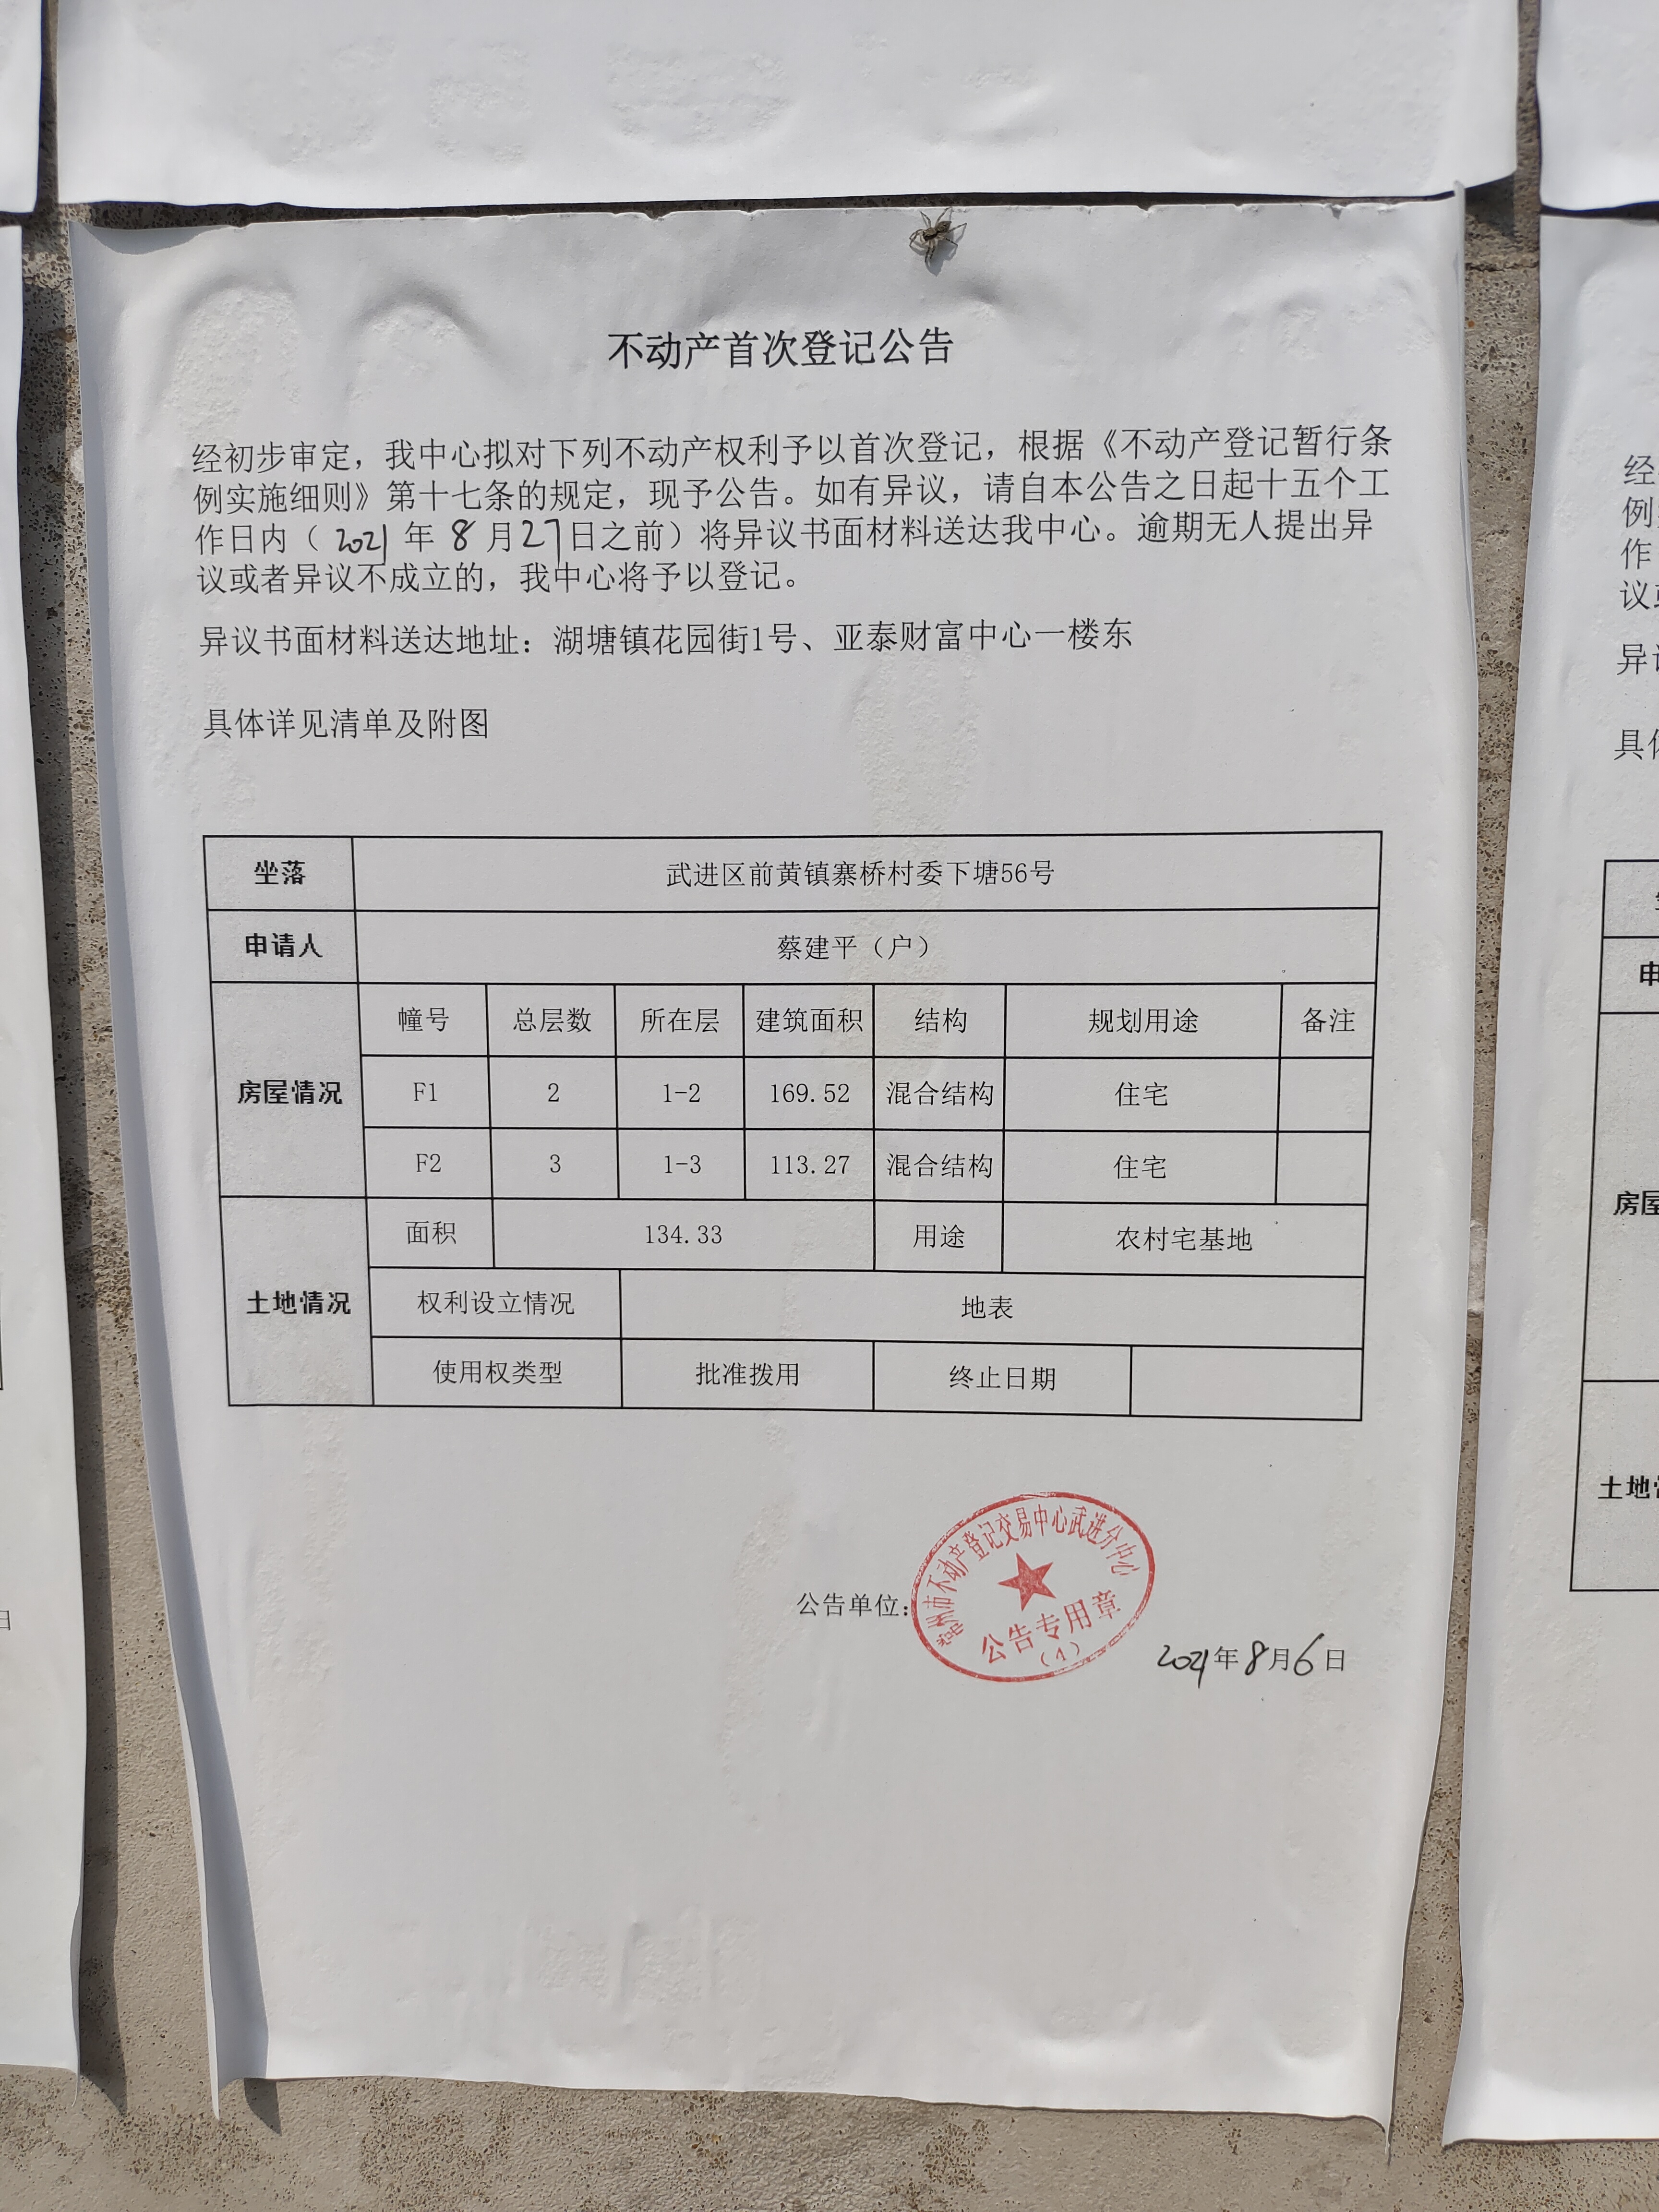 不动产首次登记公告
经初步审定，我中心拟对下列不动产权利予以首次登记，根据《不动产登记暂行条
例实施细则》第十七条的规定，现予公告。如有异议，请自本公告之日起十五个工
作日内（2021年8月27日之前）将异议书面材料送达我中心。逾期无人提出异
议或者异议不成立的，我中心将予以登记。
异议书面材料送达地址：湖塘镇花园街1号、亚泰财富中心一楼东
具体详见清单及附图
坐落 武进区前黄镇寨桥村委下塘56号
申请人 蔡建平（户）
房屋情况
幢号 总层数 所在层 建筑面积 结构 规划用途 备注
F1 2 1-2 169.52 混合结构 住宅
F2 3 1-3 113.27 混合结构 住宅
土地情况
面积 134.33 用途 农村宅基地
权利设立情况 地表
使用权类型 批准拨用 终止日期
公告单位：
常州市不动产登记交易中心武进分中心
公告专用章
（1）
2021年8月6日
经
例
作
议
异
具
申
房屋
土地
日